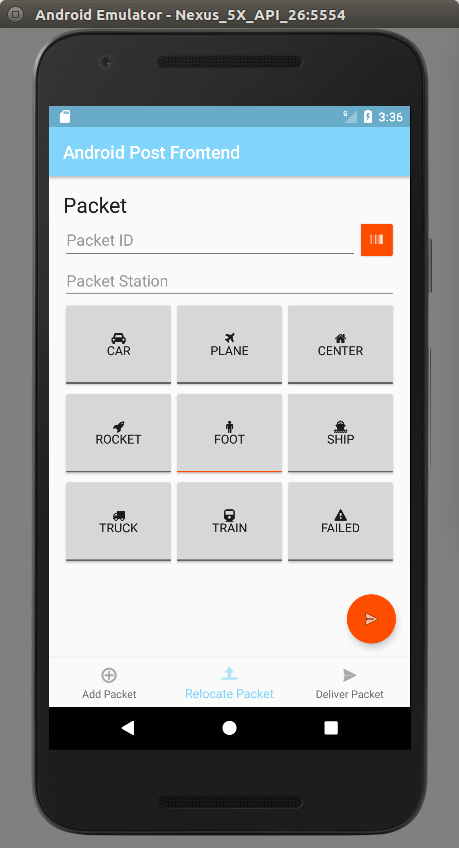 Android Emulator - Nexus_5X_API_26:5554
3:36
Android Post Frontend
Packet
Packet ID
Packet Station
CAR PLANE CENTER
ROCKET FOOT SHIP
TRUCK TRAIN FAILED
Add Packet Relocate Packet Deliver Packet